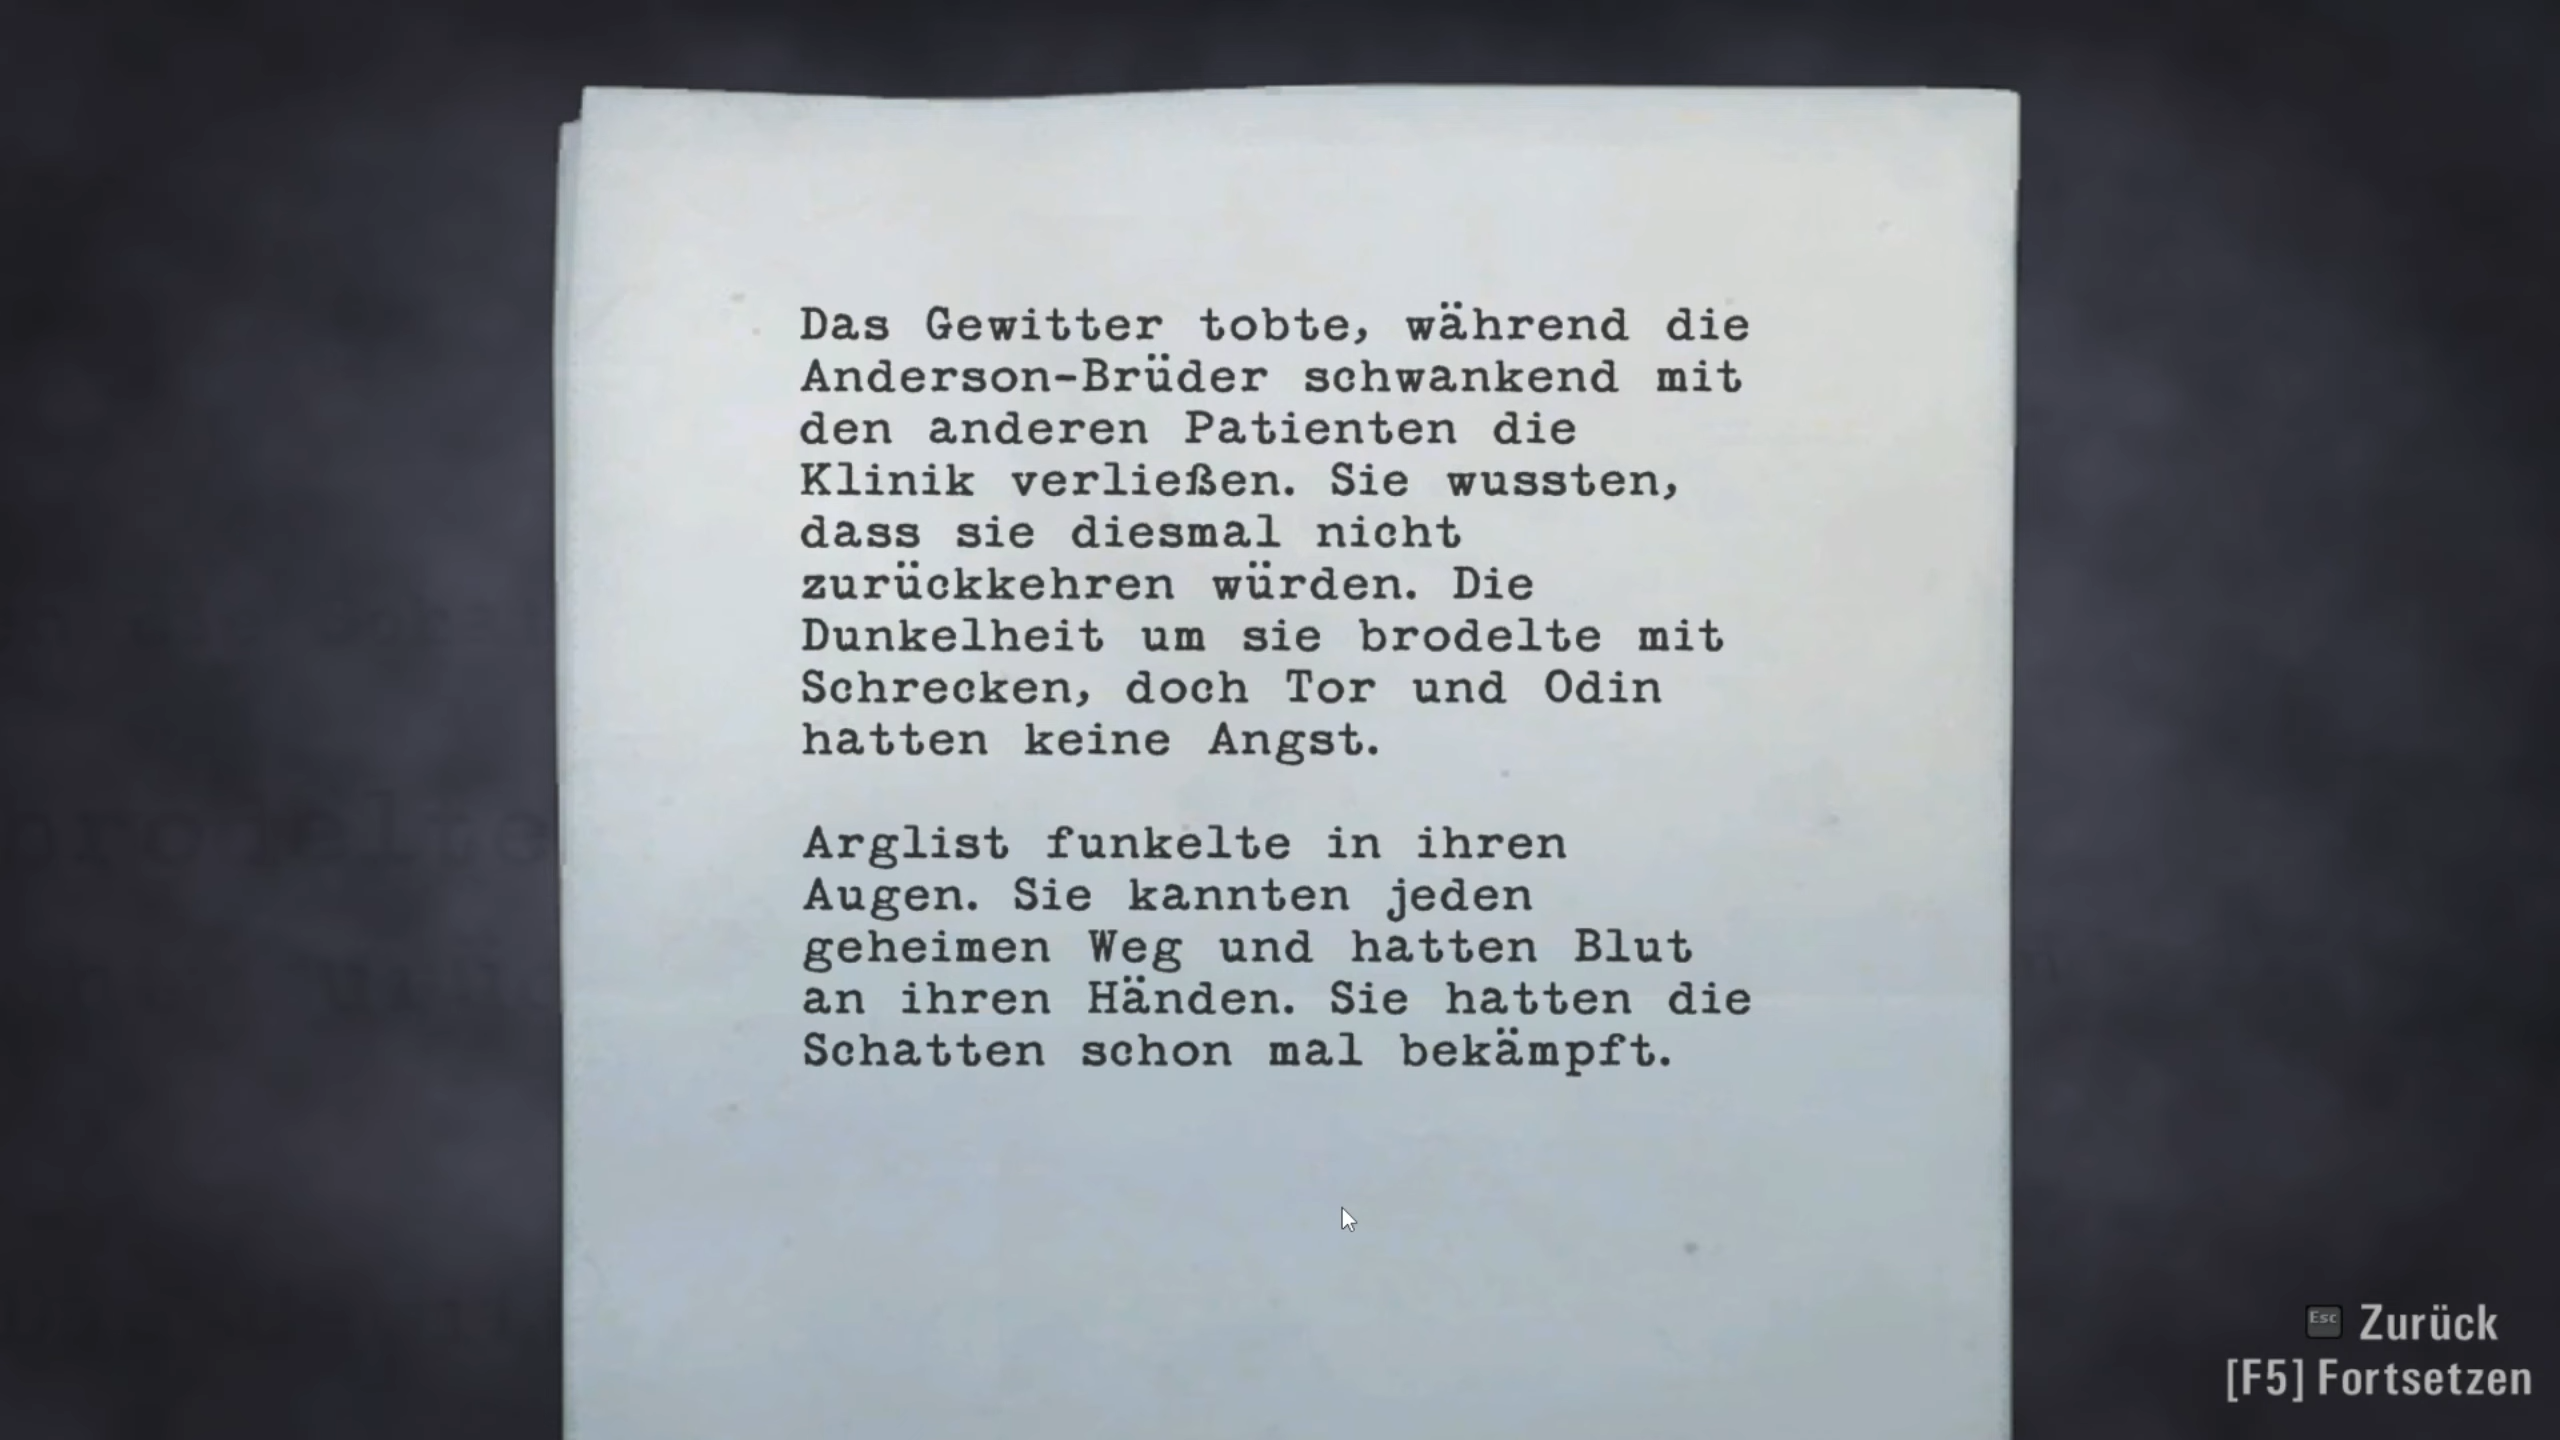 Das Gewitter tobte, während die
Anderson-Brüder schwankend mit
den anderen Patienten die
Klinik verließen. Sie wussten,
dass sie diesmal nicht
zurückkehren würden. Die
Dunkelheit um sie brodelte mit
Schrecken, doch Tor und Odin
hatten keine Angst.
Arglist funkelte in ihren
Augen. Sie kannten jeden
geheimen Weg und hatten Blut
an ihren Händen. Sie hatten die
Schatten schon mal bekämpft.
Esc Zurück
[F5] Fortsetzen